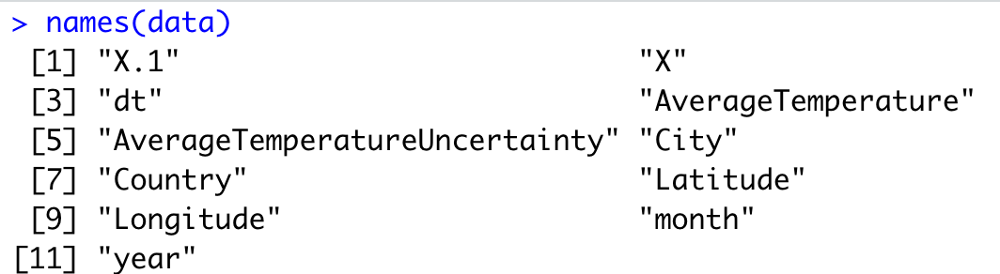 > names(data)
[1] "X.1" "X"
[3] "dt" "AverageTemperature"
[5] "AverageTemperatureUncertainty" "City"
[7] "Country" "Latitude"
[9] "Longitude" "month"
[11] "year"